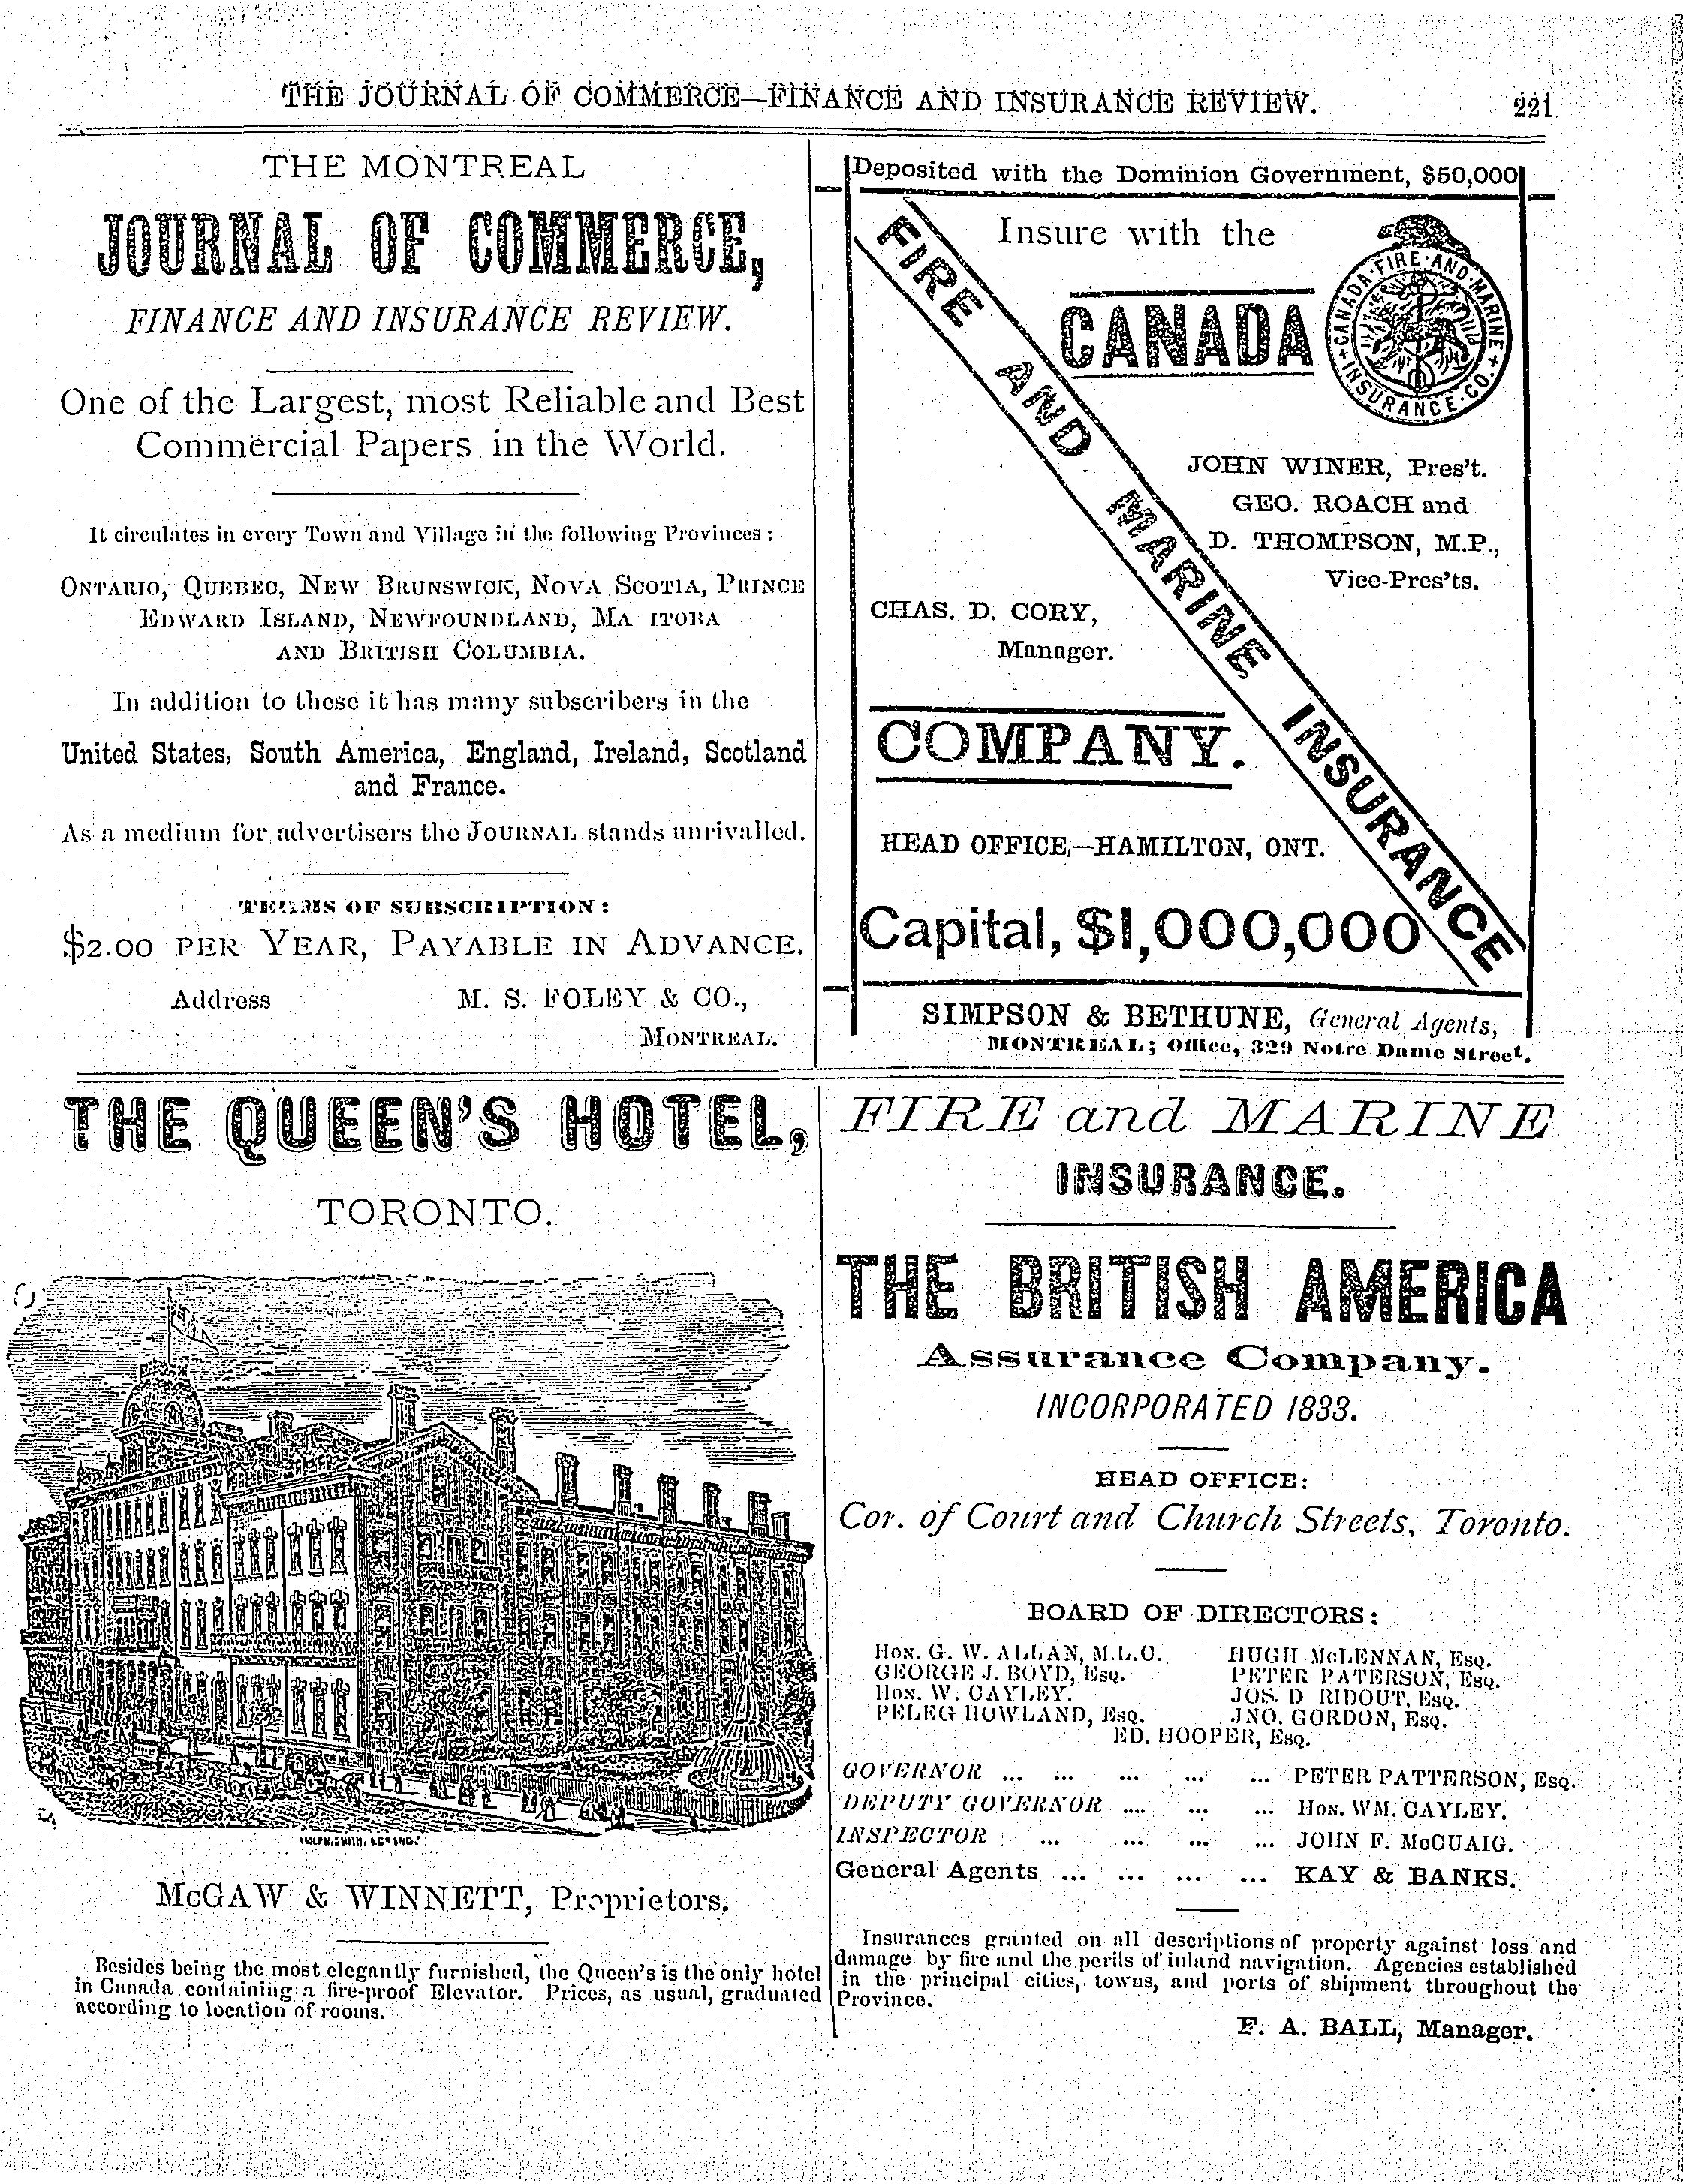 THE JOURNAL OF COMMERCE—FINANCE AND INSURANCE REVIEW. 221
THE MONTREAL
JOURNAL OF COMMERCE,
FINANCE AND INSURANCE REVIEW.
One of the Largest, most Reliable and Best
Commercial Papers in the World.
It circulates in every Town and Village in the following Provinces:
ONTARIO, QUEBEC, NEW BRUNSWICK, NOVA SCOTIA, PRINCE
EDWARD ISLAND, NEWFOUNDLAND, MA ITOBA
AND BRITISH COLUMBIA.
In addition to these it has many subscribers in the
United States, South America, England, Ireland, Scotland
and France.
As a medium for advertisers the JOURNAL stands unrivalled.
TERMS OF SUBSCRIPTION:
$2.00 PER YEAR, PAYABLE IN ADVANCE.
Address M. S. FOLEY & CO.,
MONTREAL.
Deposited with the Dominion Government, $50,000
Insure with the
CANADA
CANADA·FIRE·AND·MARINE+INSURANCE·CO.+
FIRE AND MARINE INSURANCE
JOHN WINER, Pres't.
GEO. ROACH and
D. THOMPSON, M.P.,
Vice-Pres'ts.
CHAS. D. CORY,
Manager.
COMPANY.
HEAD OFFICE,—HAMILTON, ONT.
Capital, $1,000,000
SIMPSON & BETHUNE, General Agents,
MONTREAL; Office, 329 Notre Dame Street.
THE QUEEN'S HOTEL,
TORONTO.
McGAW & WINNETT, Proprietors.
Besides being the most elegantly furnished, the Queen's is the only hotel
in Canada containing a fire-proof Elevator. Prices, as usual, graduated
according to location of rooms.
FIRE and MARINE
INSURANCE.
THE BRITISH AMERICA
Assurance Company.
INCORPORATED 1833.
HEAD OFFICE:
Cor. of Court and Church Streets, Toronto.
BOARD OF DIRECTORS:
HON. G. W. ALLAN, M.L.C. HUGH McLENNAN, ESQ.
GEORGE J. BOYD, ESQ. PETER PATERSON, ESQ.
HON. W. CAYLEY. JOS. D RIDOUT, ESQ.
PELEG HOWLAND, ESQ. JNO. GORDON, ESQ.
ED. HOOPER, ESQ.
GOVERNOR ... ... ... ... ... PETER PATTERSON, ESQ.
DEPUTY GOVERNOR .... ... ... HON. WM. CAYLEY.
INSPECTOR ... ... ... ... JOHN F. McCUAIG.
General Agents ... ... ... ... KAY & BANKS.
Insurances granted on all descriptions of property against loss and
damage by fire and the perils of inland navigation. Agencies established
in the principal cities, towns, and ports of shipment throughout the
Province.
F. A. BALL, Manager.